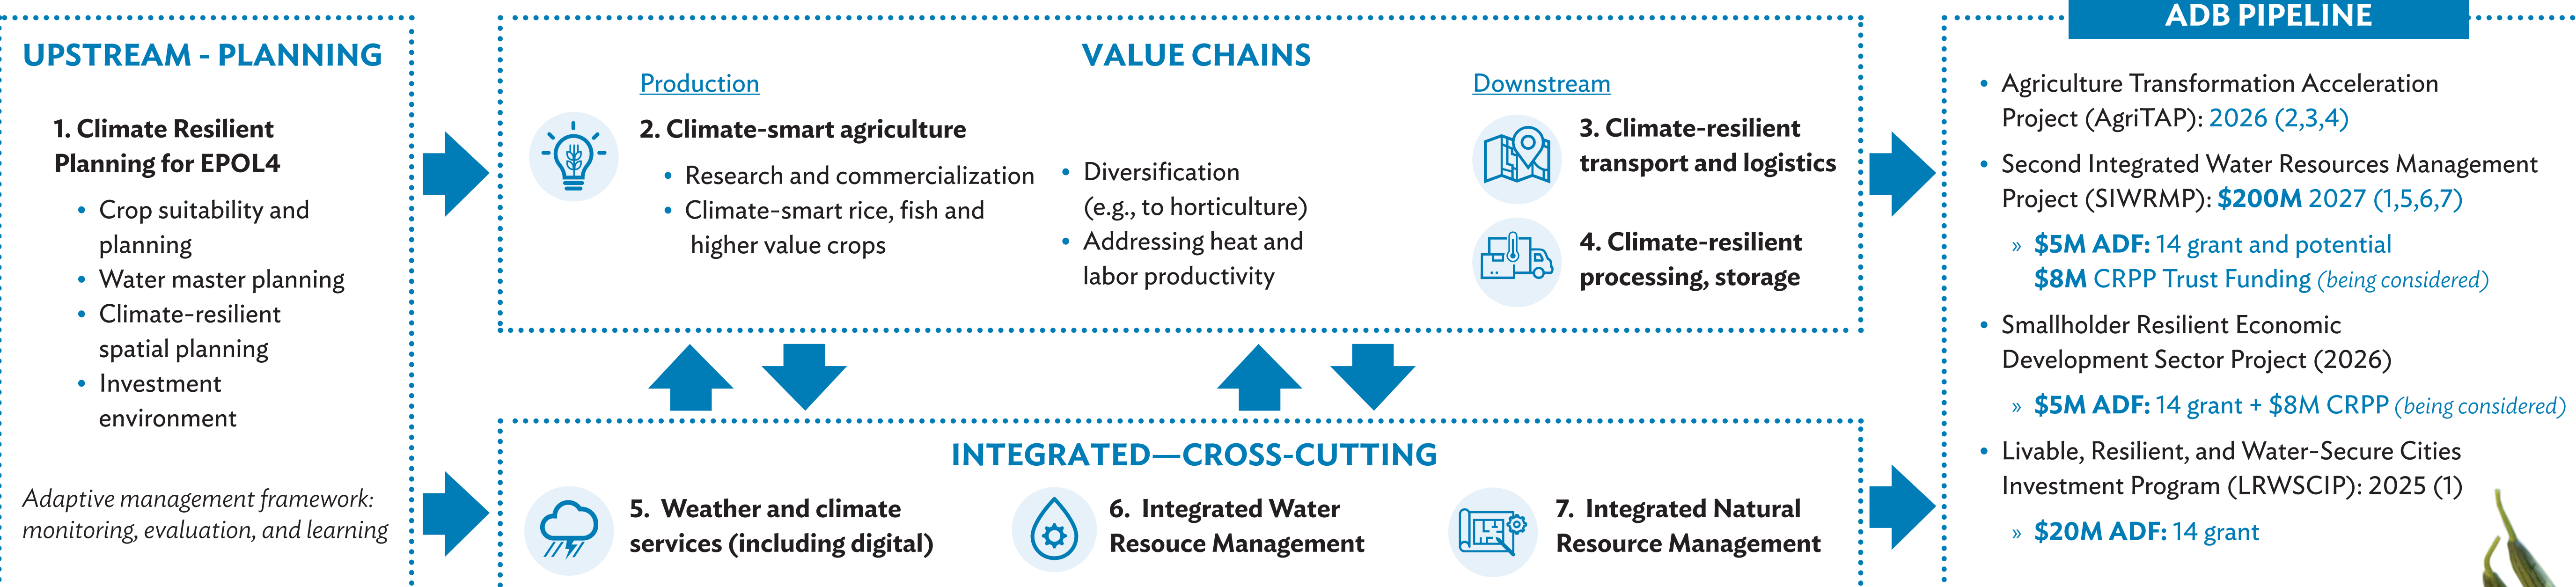 UPSTREAM - PLANNING
1. Climate Resilient
Planning for EPOL4
• Crop suitability and
planning
• Water master planning
• Climate-resilient
spatial planning
• Investment
environment
Adaptive management framework:
monitoring, evaluation, and learning
VALUE CHAINS
Production
2. Climate-smart agriculture
• Research and commercialization
• Climate-smart rice, fish and
higher value crops
• Diversification
(e.g., to horticulture)
• Addressing heat and
labor productivity
Downstream
3. Climate-resilient
transport and logistics
4. Climate-resilient
processing, storage
INTEGRATED—CROSS-CUTTING
5. Weather and climate
services (including digital)
6. Integrated Water
Resouce Management
7. Integrated Natural
Resource Management
ADB PIPELINE
• Agriculture Transformation Acceleration
Project (AgriTAP): 2026 (2,3,4)
• Second Integrated Water Resources Management
Project (SIWRMP): $200M 2027 (1,5,6,7)
» $5M ADF: 14 grant and potential
$8M CRPP Trust Funding (being considered)
• Smallholder Resilient Economic
Development Sector Project (2026)
» $5M ADF: 14 grant + $8M CRPP (being considered)
• Livable, Resilient, and Water-Secure Cities
Investment Program (LRWSCIP): 2025 (1)
» $20M ADF: 14 grant